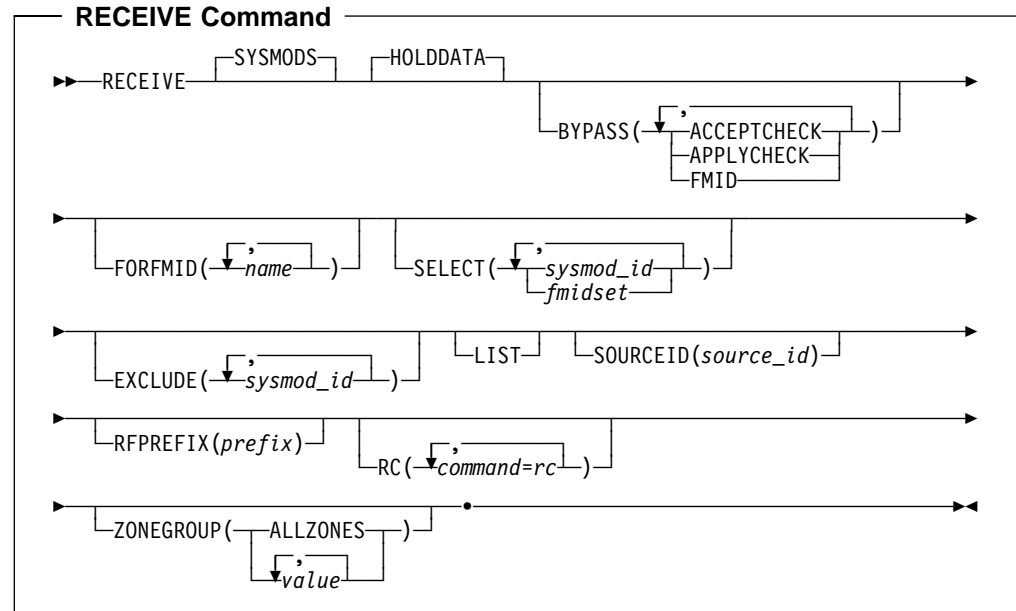 RECEIVE Command
SYSMODS HOLDDATA
RECEIVE
,
BYPASS( ACCEPTCHECK )
APPLYCHECK
FMID
, ,
FORFMID( name ) SELECT( sysmod_id )
fmidset
,
LIST SOURCEID(source_id)
EXCLUDE( sysmod_id )
RFPREFIX(prefix) ,
RC( command=rc )
ZONEGROUP( ALLZONES )
,
value